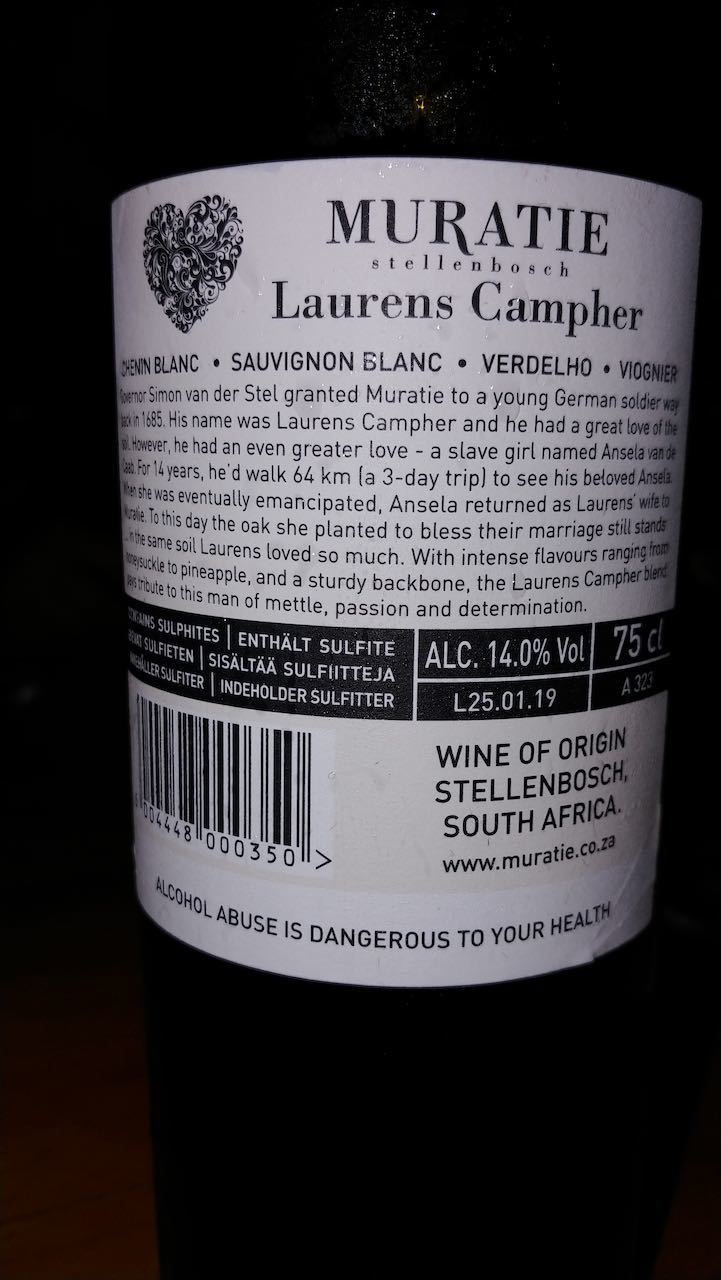 MURATIE
stellenbosch
Laurens Campher
CHENIN BLANC • SAUVIGNON BLANC • VERDELHO • VIOGNIER
Governor Simon van der Stel granted Muratie to a young German soldier way
back in 1685. His name was Laurens Campher and he had a great love of the
soil. However, he had an even greater love - a slave girl named Ansela van de
Caab. For 14 years, he'd walk 64 km (a 3-day trip) to see his beloved Ansela.
When she was eventually emancipated, Ansela returned as Laurens' wife to
Muratie. To this day the oak she planted to bless their marriage still stands
... in the same soil Laurens loved so much. With intense flavours ranging from
honeysuckle to pineapple, and a sturdy backbone, the Laurens Campher blend
pays tribute to this man of mettle, passion and determination.
CONTAINS SULPHITES | ENTHÄLT SULFITE
BEVAT SULFIETEN | SISÄLTÄÄ SULFIITTEJA
INNEHÅLLER SULFITER | INDEHOLDER SULFITTER
ALC. 14.0% Vol
75 cl
L25.01.19
A 323
6 004448 000350 >
WINE OF ORIGIN
STELLENBOSCH,
SOUTH AFRICA.
www.muratie.co.za
ALCOHOL ABUSE IS DANGEROUS TO YOUR HEALTH